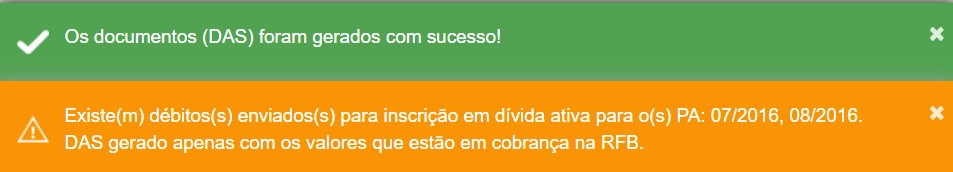 Os documentos (DAS) foram gerados com sucesso!
Existe(m) débitos(s) enviados(s) para inscrição em dívida ativa para o(s) PA: 07/2016, 08/2016.
DAS gerado apenas com os valores que estão em cobrança na RFB.